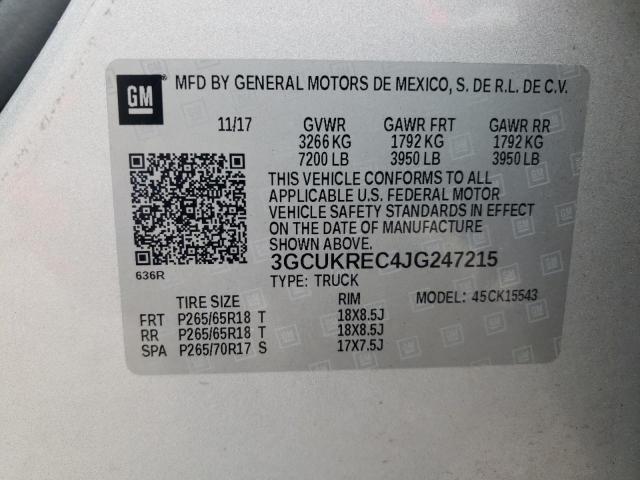 GM MFD BY GENERAL MOTORS DE MEXICO, S. DE R.L. DE C.V.
11/17 GVWR GAWR FRT GAWR RR
3266 KG 1792 KG 1792 KG
7200 LB 3950 LB 3950 LB
THIS VEHICLE CONFORMS TO ALL
APPLICABLE U.S. FEDERAL MOTOR
VEHICLE SAFETY STANDARDS IN EFFECT
ON THE DATE OF MANUFACTURE
SHOWN ABOVE.
3GCUKREC4JG247215
636R
TYPE: TRUCK
TIRE SIZE RIM MODEL: 45CK15543
FRT P265/65R18 T 18X8.5J
RR P265/65R18 T 18X8.5J
SPA P265/70R17 S 17X7.5J